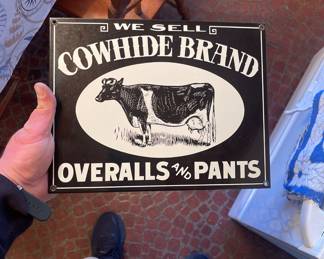 WE SELL
COWHIDE BRAND
OVERALLS AND PANTS